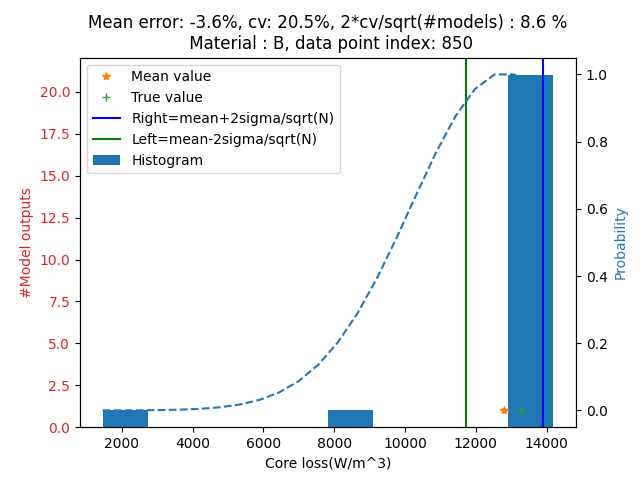 Mean error: -3.6%, cv: 20.5%, 2*cv/sqrt(#models) : 8.6 %
Material : B, data point index: 850
Mean value
True value
Right=mean+2sigma/sqrt(N)
Left=mean-2sigma/sqrt(N)
Histogram
#Model outputs
20.0
17.5
15.0
12.5
10.0
7.5
5.0
2.5
0.0
1.0
0.8
0.6
0.4
0.2
0.0
Probability
2000 4000 6000 8000 10000 12000 14000
Core loss(W/m^3)